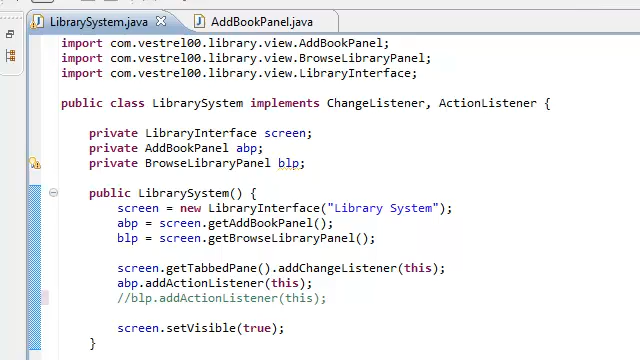 LibrarySystem.java AddBookPanel.java
import com.vestrel00.library.view.AddBookPanel;
import com.vestrel00.library.view.BrowseLibraryPanel;
import com.vestrel00.library.view.LibraryInterface;
public class LibrarySystem implements ChangeListener, ActionListener {
private LibraryInterface screen;
private AddBookPanel abp;
private BrowseLibraryPanel blp;
public LibrarySystem() {
screen = new LibraryInterface("Library System");
abp = screen.getAddBookPanel();
blp = screen.getBrowseLibraryPanel();
screen.getTabbedPane().addChangeListener(this);
abp.addActionListener(this);
//blp.addActionListener(this);
screen.setVisible(true);
}